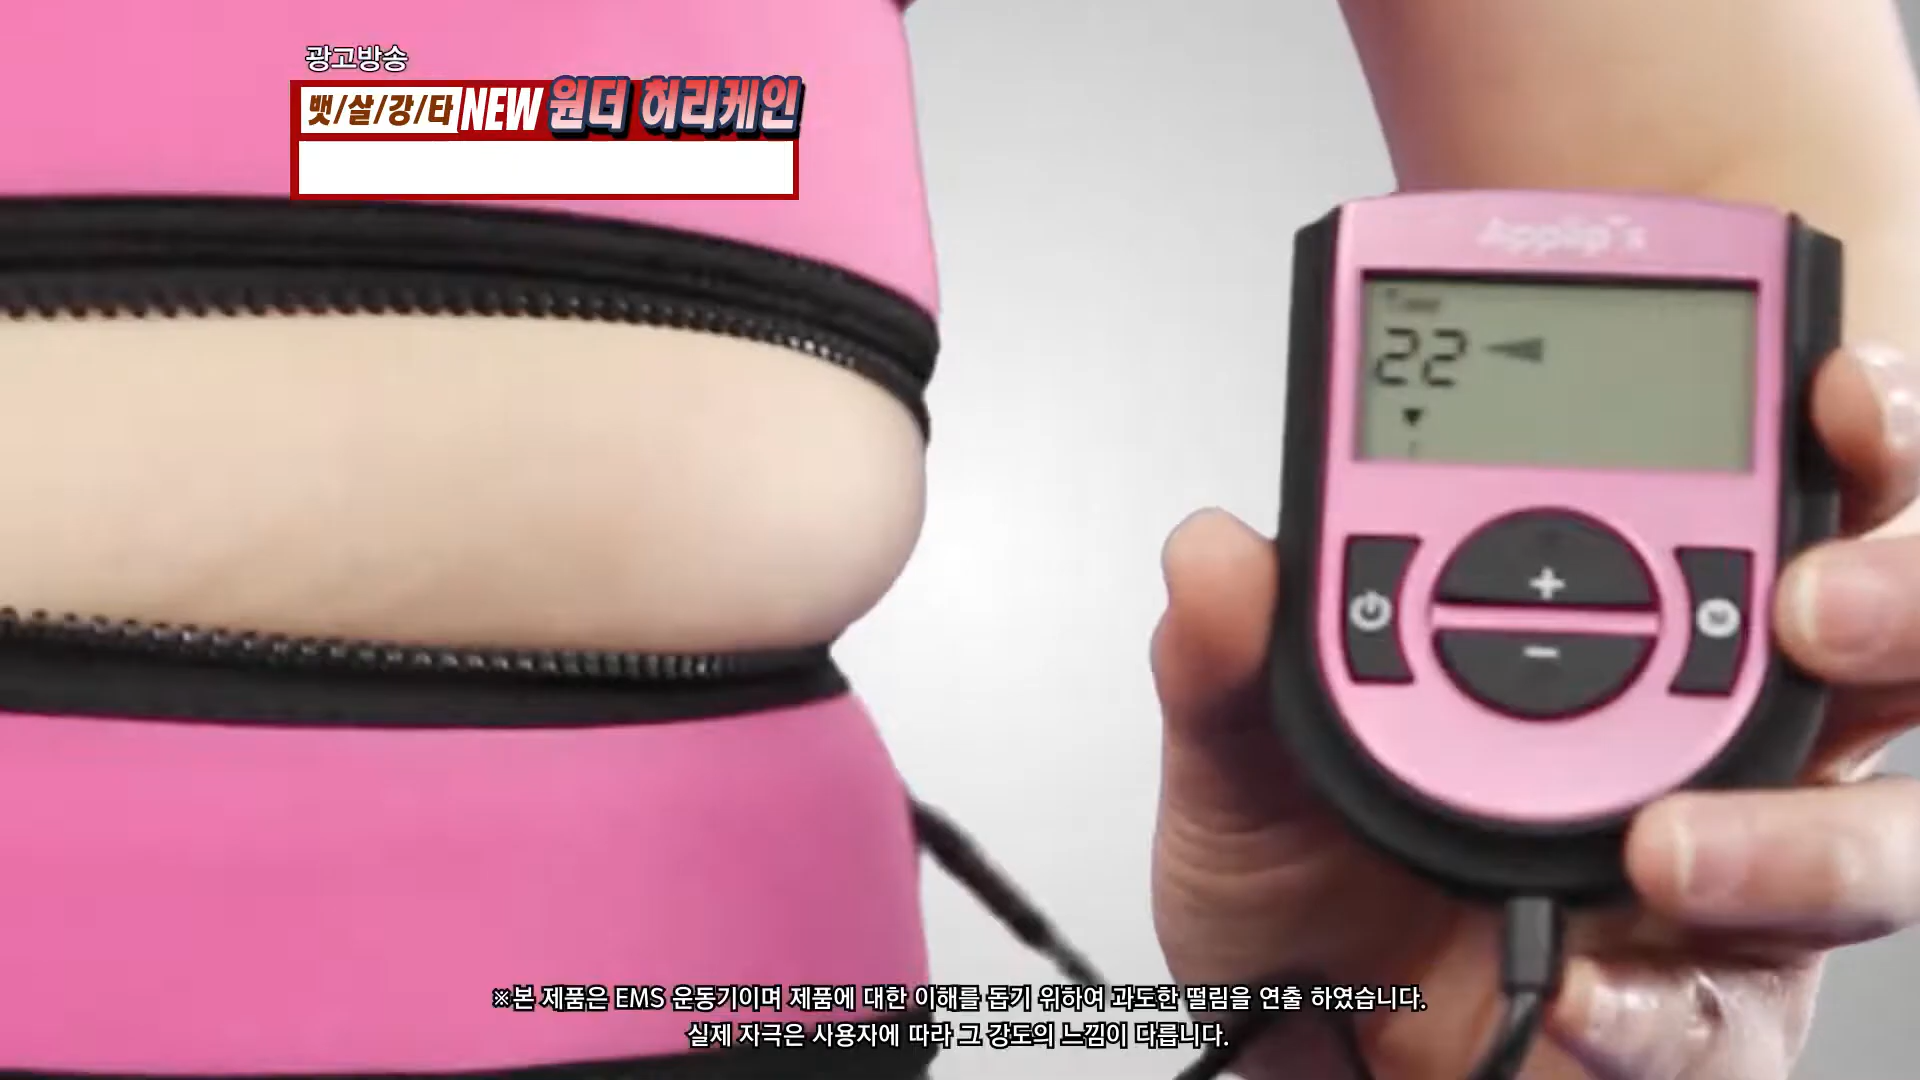 광고방송
뱃/살/강/타 NEW 원더 허리케인
22
※본 제품은 EMS 운동기이며 제품에 대한 이해를 돕기 위하여 과도한 떨림을 연출 하였습니다.
실제 자극은 사용자에 따라 그 강도의 느낌이 다릅니다.